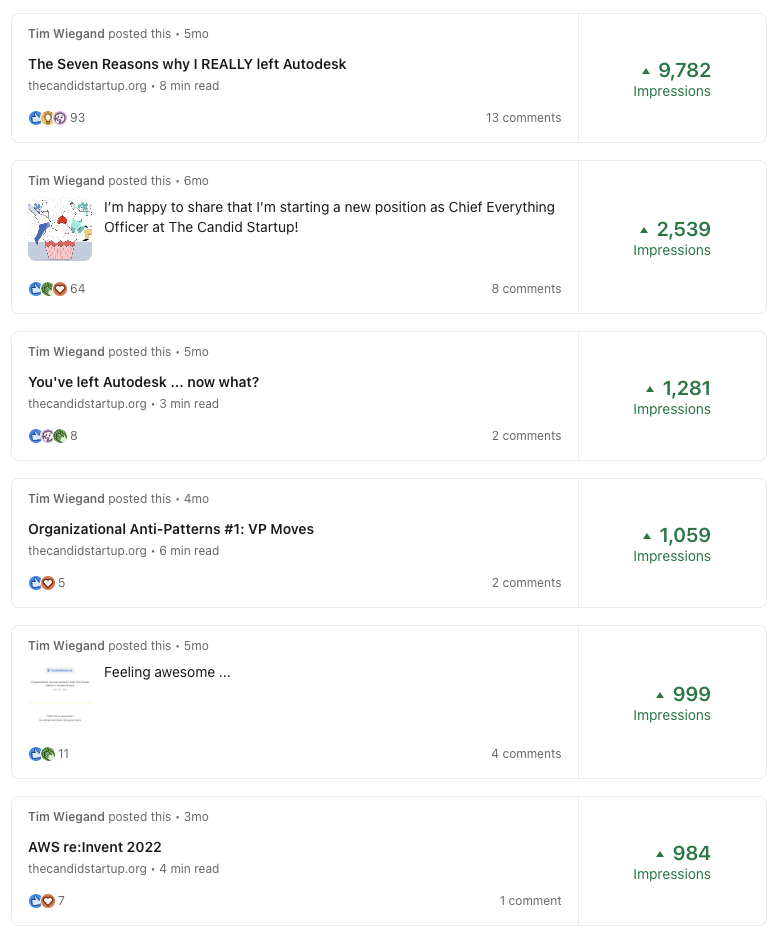 Tim Wiegand posted this • 5mo
The Seven Reasons why I REALLY left Autodesk
thecandidstartup.org • 8 min read
93
13 comments
9,782
Impressions
Tim Wiegand posted this • 6mo
I'm happy to share that I'm starting a new position as Chief Everything
Officer at The Candid Startup!
64
8 comments
2,539
Impressions
Tim Wiegand posted this • 5mo
You've left Autodesk ... now what?
thecandidstartup.org • 3 min read
8
2 comments
1,281
Impressions
Tim Wiegand posted this • 4mo
Organizational Anti-Patterns #1: VP Moves
thecandidstartup.org • 6 min read
5
2 comments
1,059
Impressions
Tim Wiegand posted this • 5mo
Feeling awesome ...
11
4 comments
999
Impressions
Tim Wiegand posted this • 3mo
AWS re:Invent 2022
thecandidstartup.org • 4 min read
7
1 comment
984
Impressions